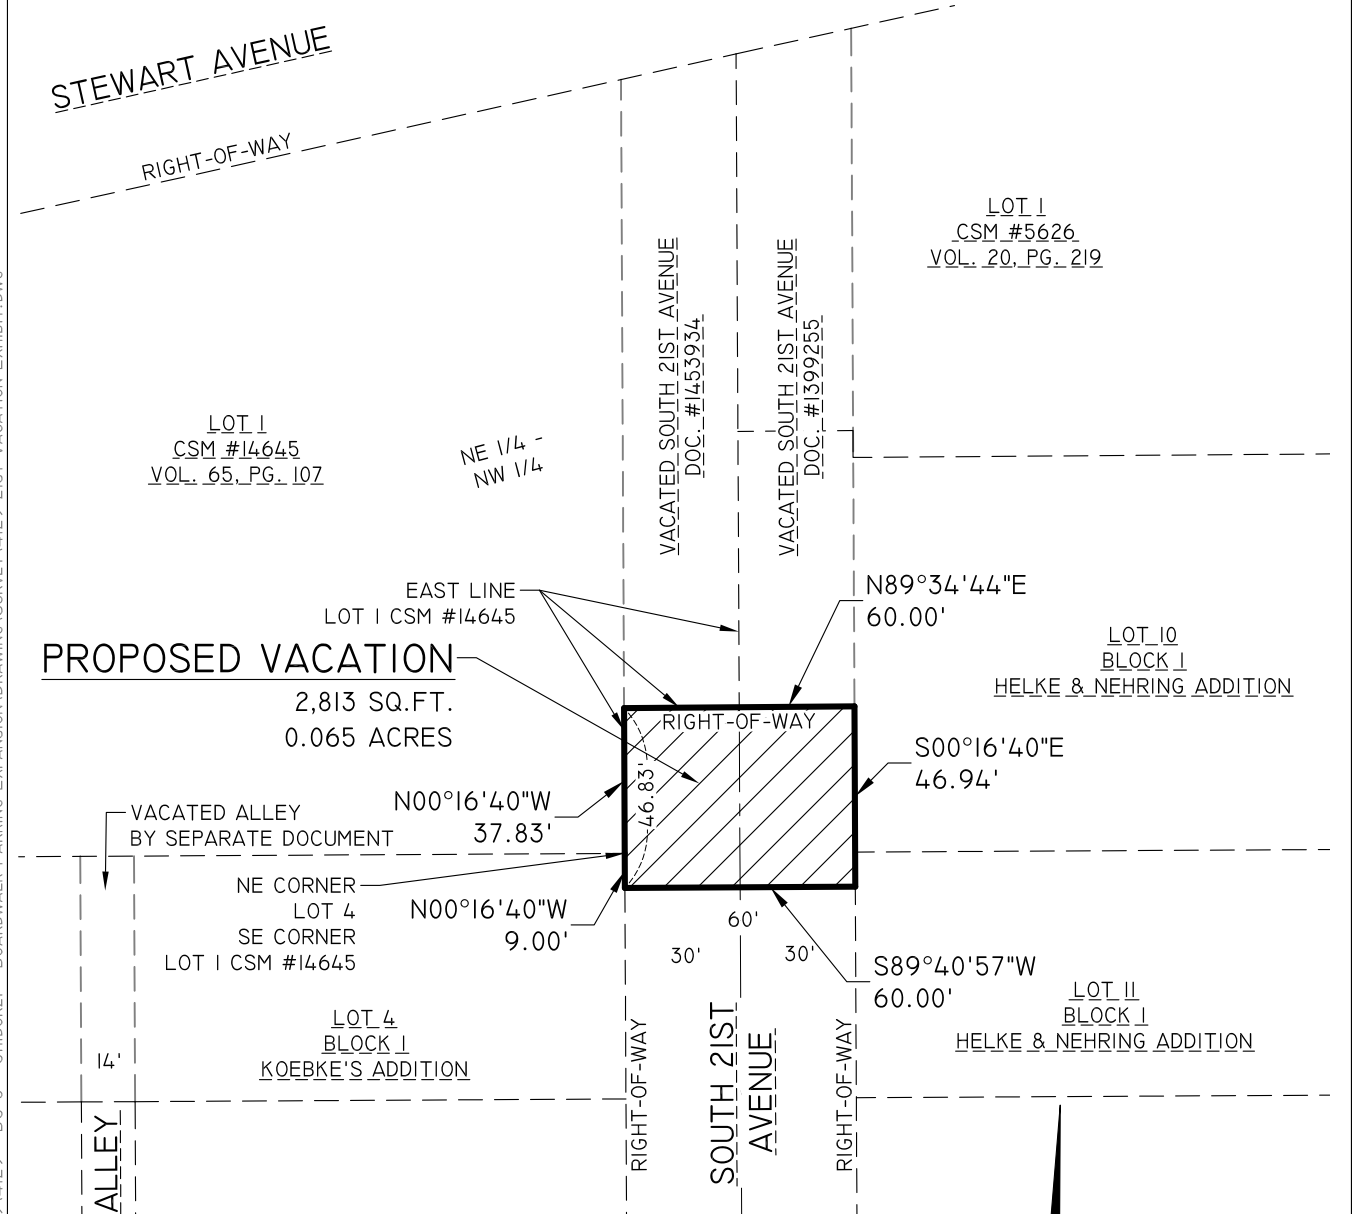 STEWART AVENUE
RIGHT-OF-WAY
LOT 1
CSM #5626
VOL. 20, PG. 219
VACATED SOUTH 21ST AVENUE
DOC. #1453934
VACATED SOUTH 21ST AVENUE
DOC. #1399255
LOT 1
CSM #14645
VOL. 65, PG. 107
NE 1/4 -
NW 1/4
EAST LINE
LOT 1 CSM #14645
N89°34'44"E
60.00'
PROPOSED VACATION
2,813 SQ.FT.
0.065 ACRES
LOT 10
BLOCK 1
HELKE & NEHRING ADDITION
RIGHT-OF-WAY
46.83'
S00°16'40"E
46.94'
N00°16'40"W
37.83'
VACATED ALLEY
BY SEPARATE DOCUMENT
NE CORNER
LOT 4
SE CORNER
LOT 1 CSM #14645
N00°16'40"W
9.00'
60'
30'
30'
S89°40'57"W
60.00'
LOT 11
BLOCK 1
HELKE & NEHRING ADDITION
LOT 4
BLOCK 1
KOEBKE'S ADDITION
14'
ALLEY
RIGHT-OF-WAY
SOUTH 21ST
AVENUE
RIGHT-OF-WAY